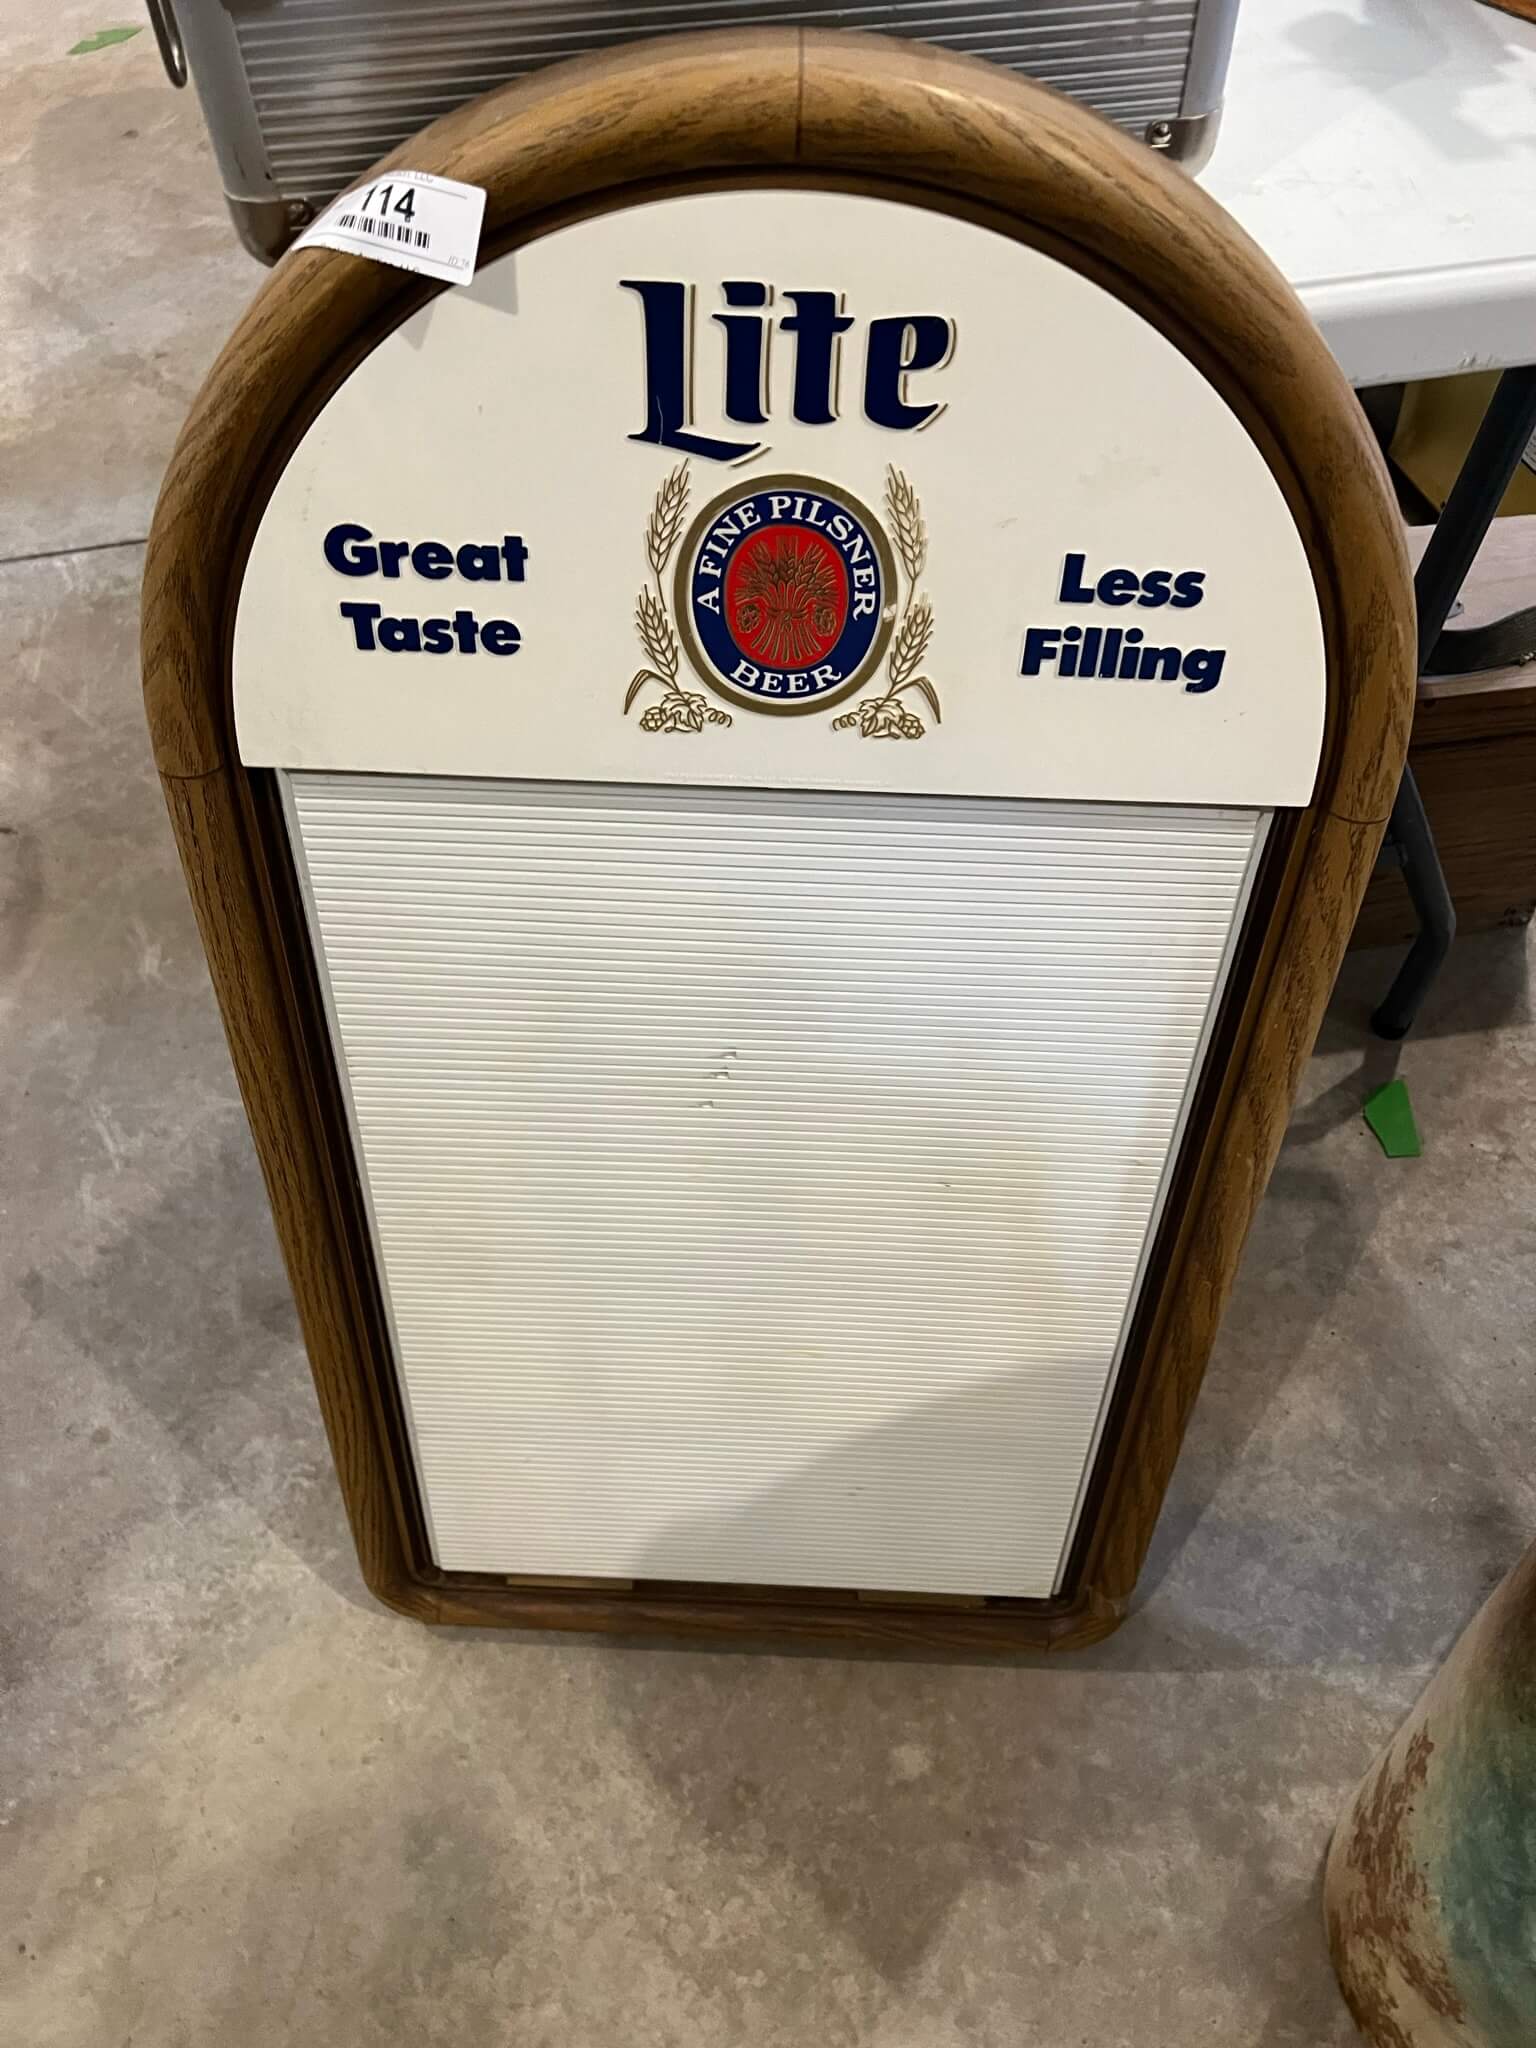 114
Lite
Great
Taste
A FINE PILSNER
BEER
Less
Filling